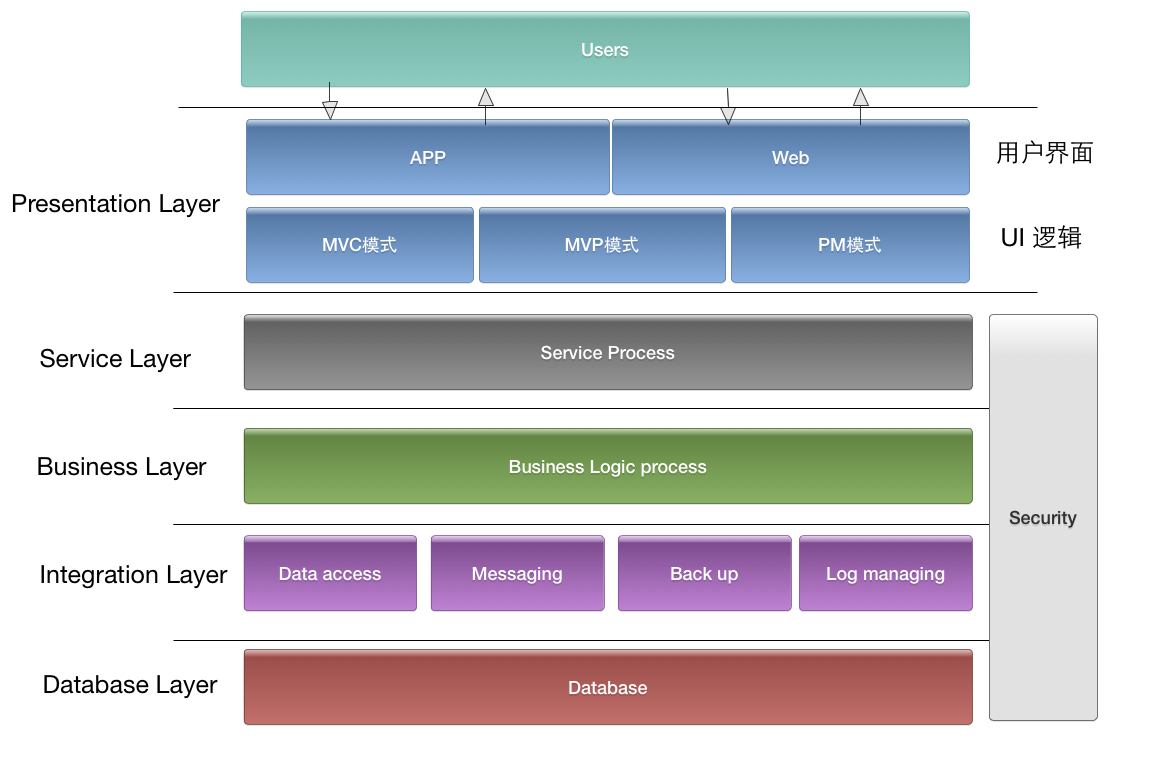 Users
APP
Web
用户界面
Presentation Layer
MVC模式
MVP模式
PM模式
UI 逻辑
Service Layer
Service Process
Business Layer
Business Logic process
Security
Integration Layer
Data access
Messaging
Back up
Log managing
Database Layer
Database